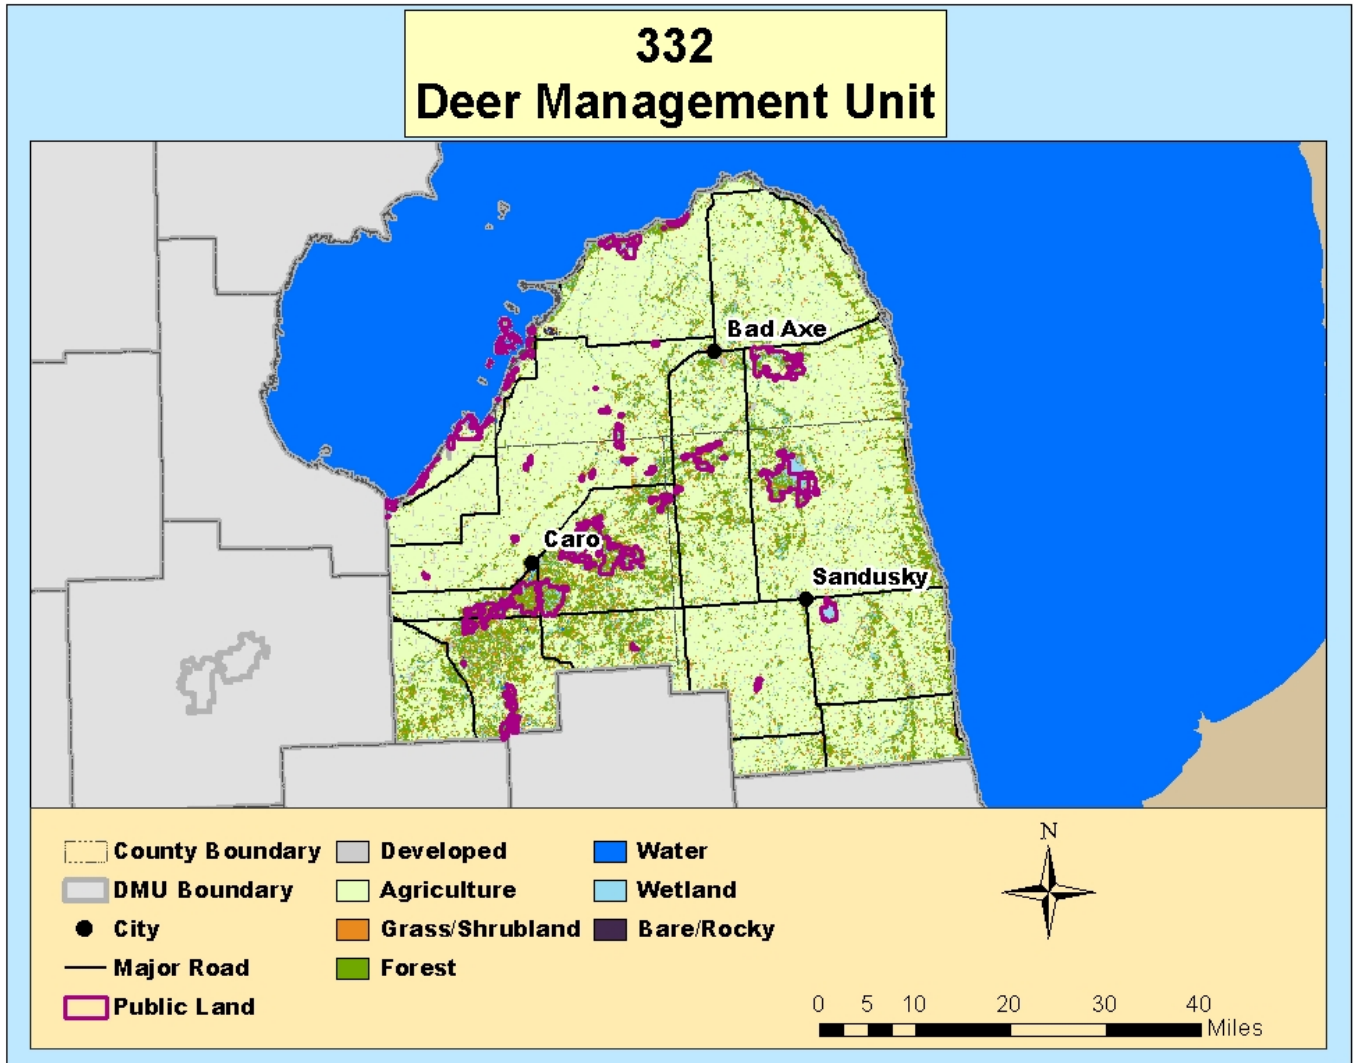 332
Deer Management Unit
Bad Axe
Caro
Sandusky
County Boundary
DMU Boundary
City
Major Road
Public Land
Developed
Agriculture
Grass/Shrubland
Forest
Water
Wetland
Bare/Rocky
N
0 5 10 20 30 40
Miles